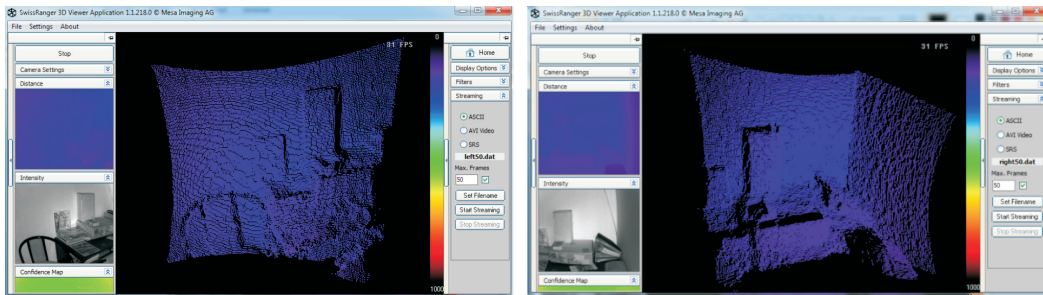 SwissRanger 3D Viewer Application 1.1.218.0 © Mesa Imaging AG
File Settings About
Stop
Camera Settings
Distance
Intensity
Confidence Map
31 FPS
0
1000
Home
Display Options
Filters
Streaming
ASCII
AVI Video
SRS
left50.dat
Max. Frames
50
Set Filename
Start Streaming
Stop Streaming
SwissRanger 3D Viewer Application 1.1.218.0 © Mesa Imaging AG
File Settings About
Stop
Camera Settings
Distance
Intensity
Confidence Map
31 FPS
0
1000
Home
Display Options
Filters
Streaming
ASCII
AVI Video
SRS
right50.dat
Max. Frames
50
Set Filename
Start Streaming
Stop Streaming